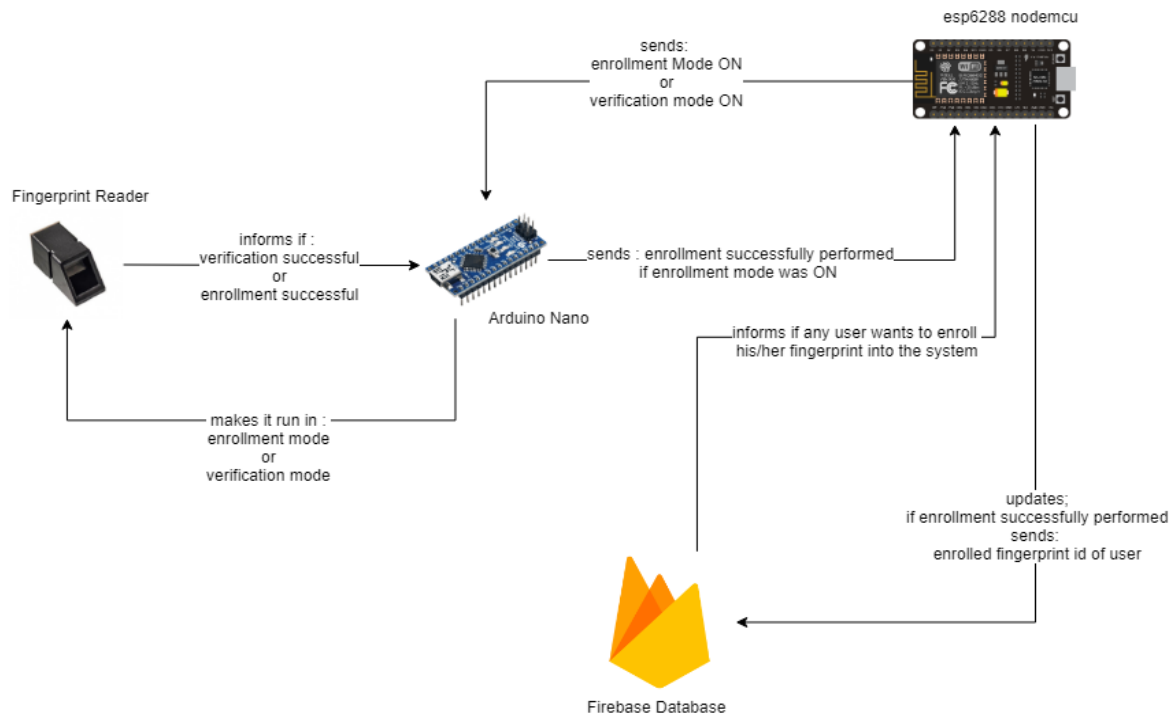 esp6288 nodemcu
sends:
enrollment Mode ON
or
verification mode ON
Fingerprint Reader
informs if :
verification successful
or
enrollment successful
sends : enrollment successfully performed
if enrollment mode was ON
Arduino Nano
informs if any user wants to enroll
his/her fingerprint into the system
makes it run in :
enrollment mode
or
verification mode
updates;
if enrollment successfully performed
sends:
enrolled fingerprint id of user
Firebase Database